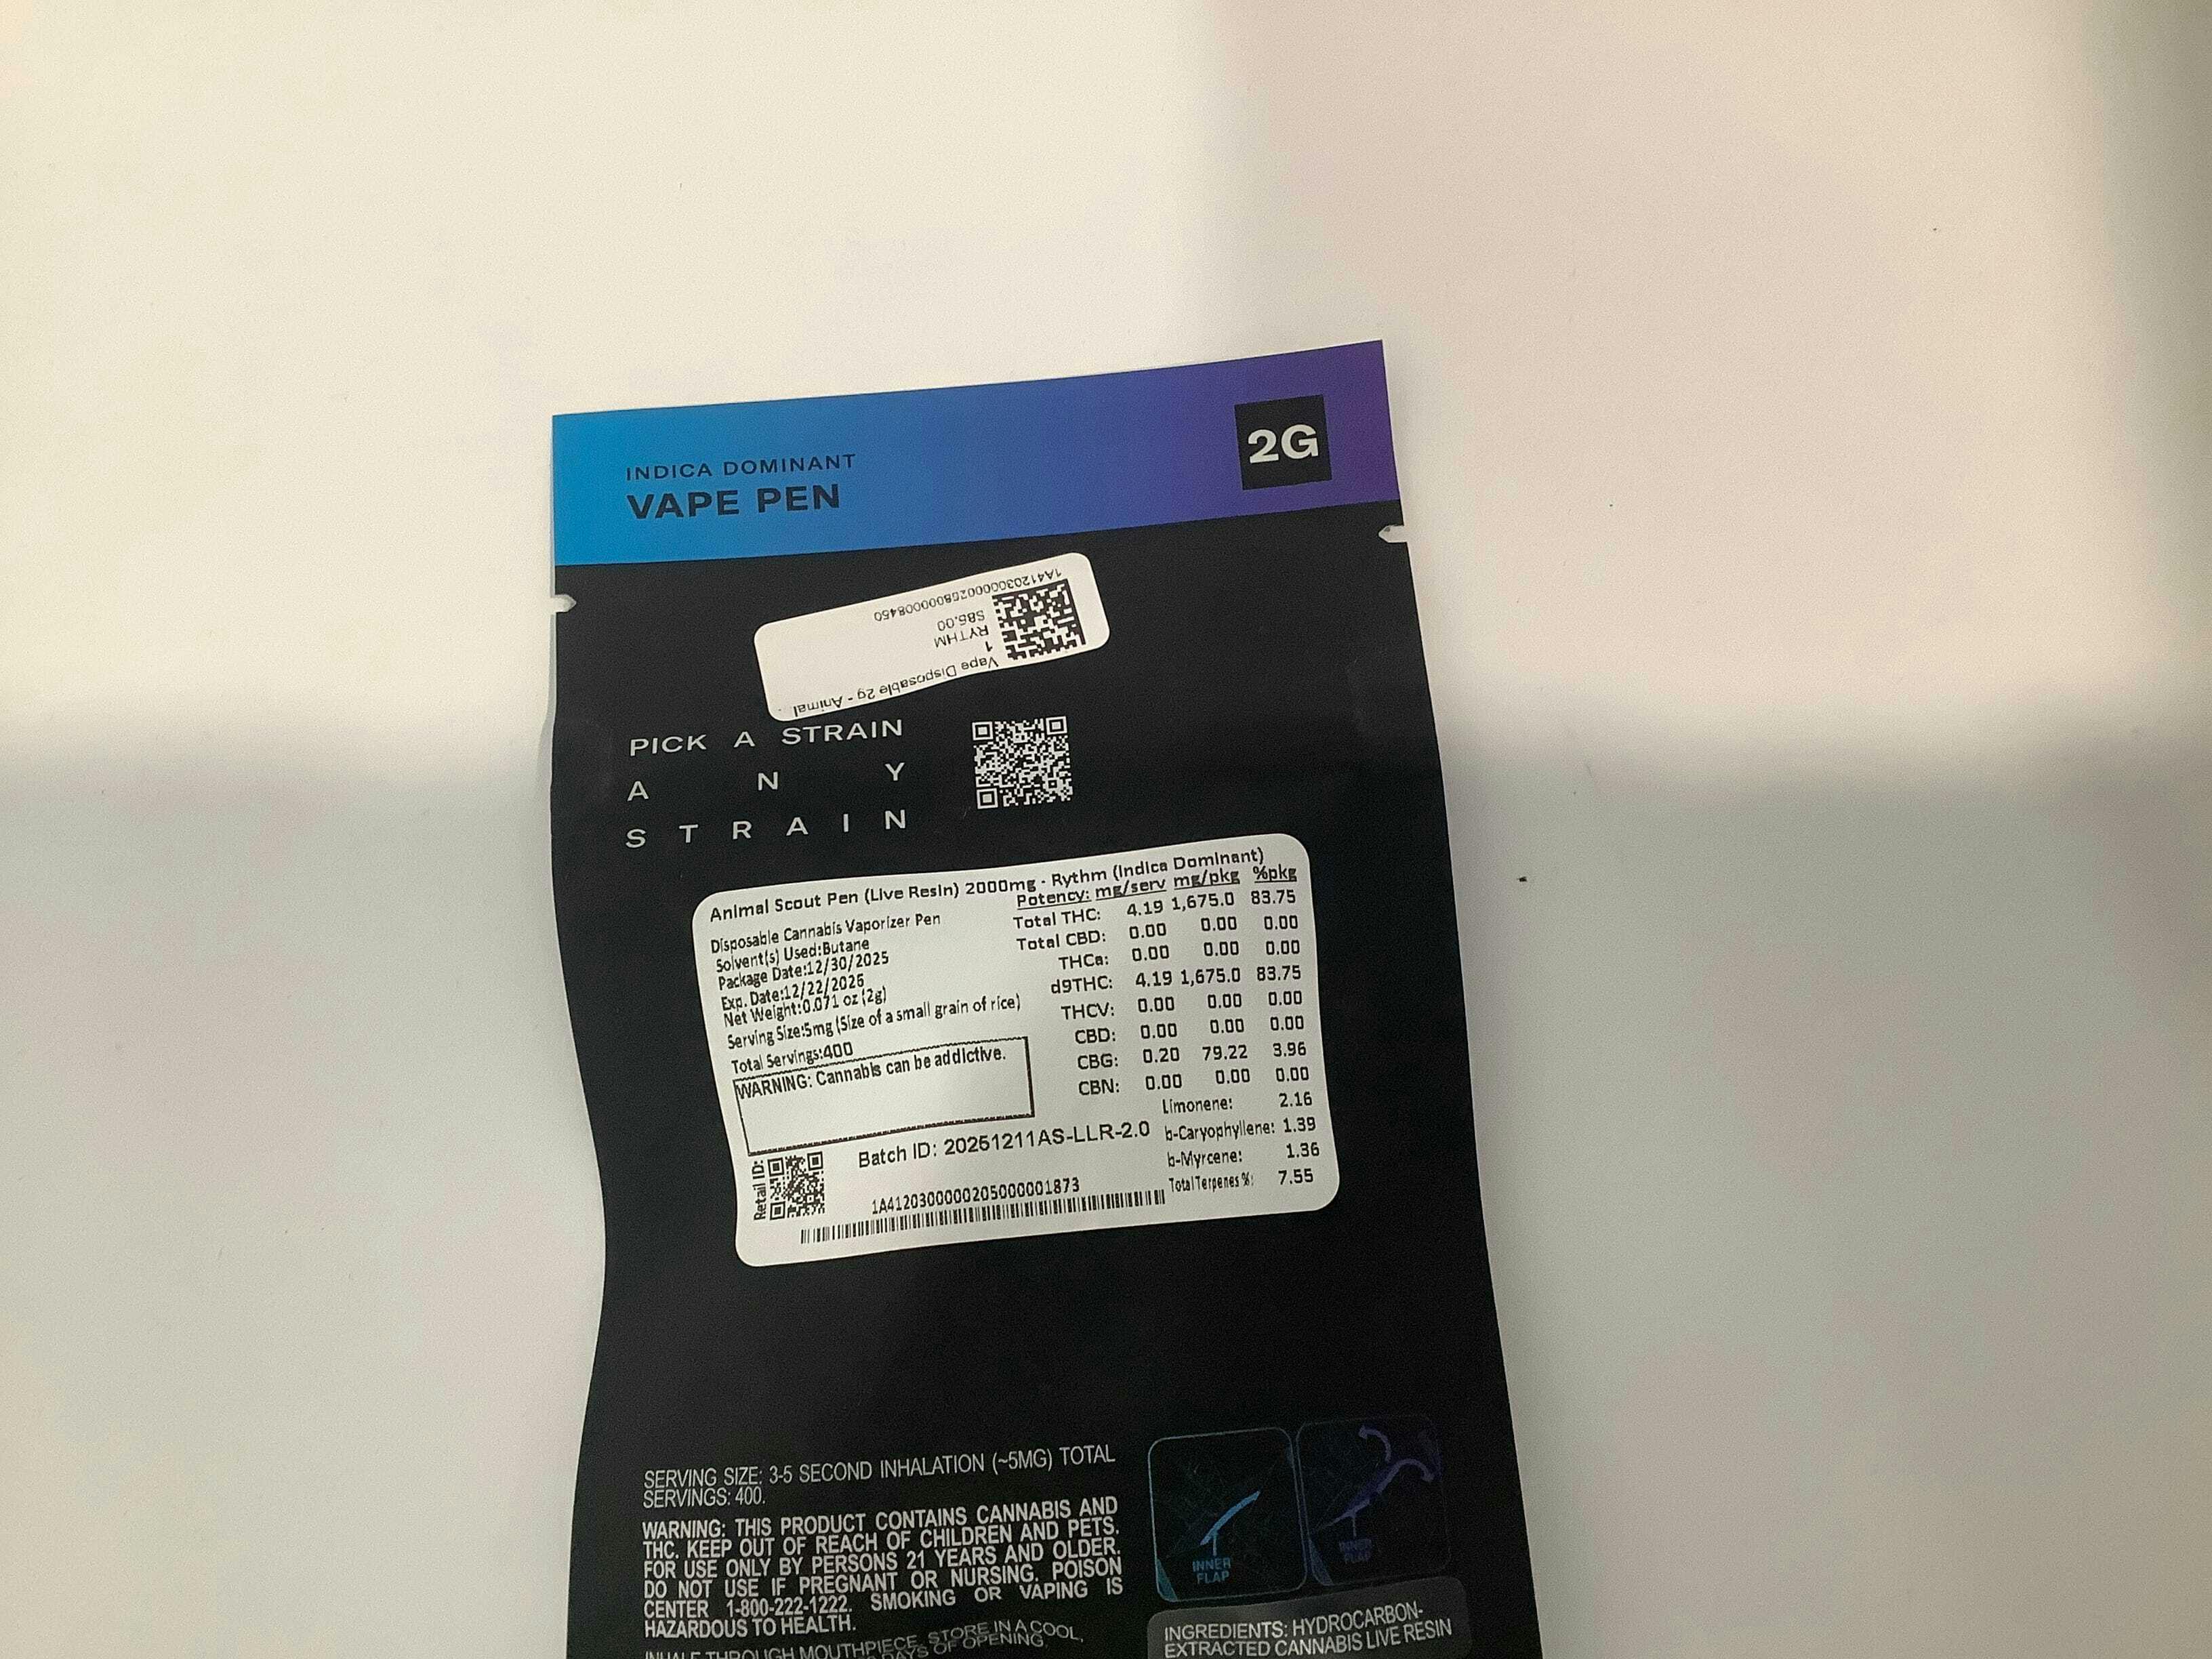 INDICA DOMINANT
VAPE PEN
2G
1A4120300000268000008450
$85.00
RYTHM
1
Vape Disposable 2g - Animal
PICK A STRAIN
A N Y
S T R A I N
Animal Scout Pen (Live Resin) 2000mg - Rythm (Indica Dominant)
Disposable Cannabis Vaporizer Pen
Solvent(s) Used:Butane
Package Date:12/30/2025
Exp. Date:12/22/2026
Net Weight:0.071 oz (2g)
Serving Size:5mg (Size of a small grain of rice)
Total Servings:400
WARNING: Cannabis can be addictive.
Potency: mg/serv mg/pkg %pkg
Total THC: 4.19 1,675.0 83.75
Total CBD: 0.00 0.00 0.00
THCa: 0.00 0.00 0.00
d9THC: 4.19 1,675.0 83.75
THCV: 0.00 0.00 0.00
CBD: 0.00 0.00 0.00
CBG: 0.20 79.22 3.96
CBN: 0.00 0.00 0.00
Limonene: 2.16
b-Caryophyllene: 1.39
b-Myrcene: 1.36
Total Terpenes %: 7.55
Batch ID: 20251211AS-LLR-2.0
Retail ID:
1A4120300000205000001873
SERVING SIZE: 3-5 SECOND INHALATION (~5MG) TOTAL
SERVINGS: 400.
WARNING: THIS PRODUCT CONTAINS CANNABIS AND
THC. KEEP OUT OF REACH OF CHILDREN AND PETS.
FOR USE ONLY BY PERSONS 21 YEARS AND OLDER.
DO NOT USE IF PREGNANT OR NURSING. POISON
CENTER 1-800-222-1222. SMOKING OR VAPING IS
HAZARDOUS TO HEALTH.
INHALE THROUGH MOUTHPIECE. STORE IN A COOL,
DAYS OF OPENING.
INNER
FLAP
INNER
FLAP
INGREDIENTS: HYDROCARBON-
EXTRACTED CANNABIS LIVE RESIN